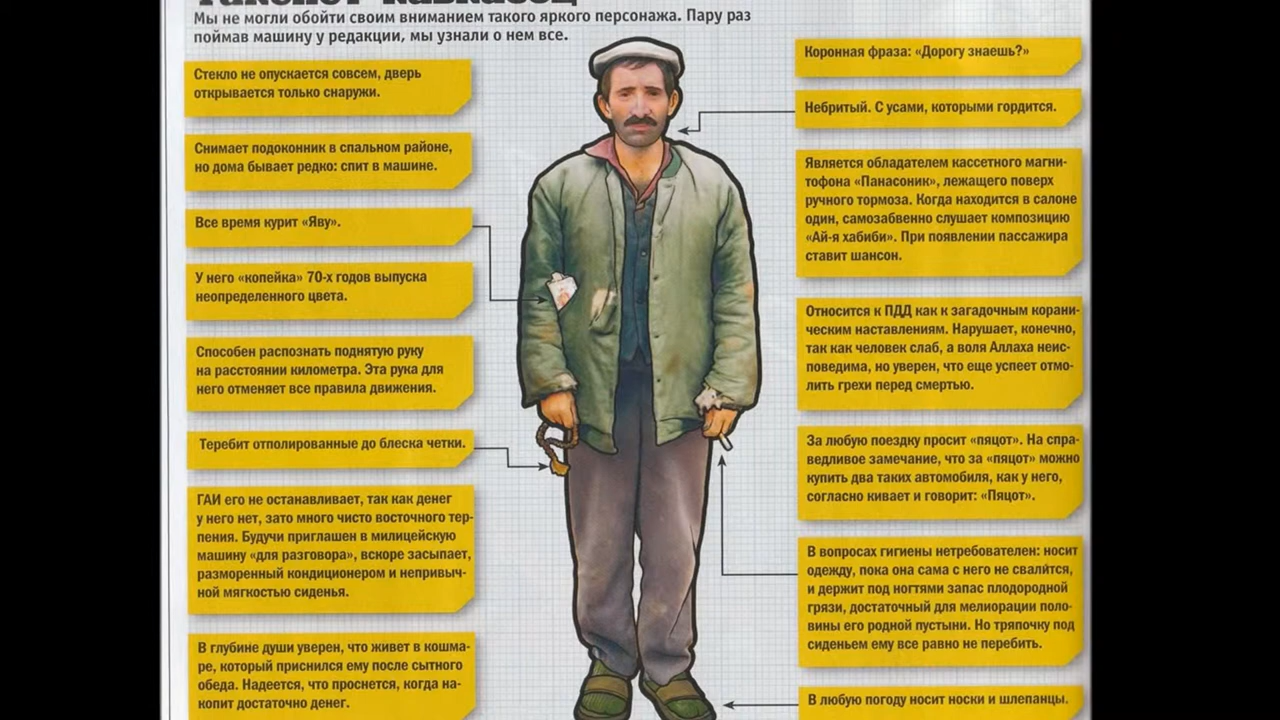 Мы не могли обойти своим вниманием такого яркого персонажа. Пару раз
поймав машину у редакции, мы узнали о нем все.
Стекло не опускается совсем, дверь
открывается только снаружи.
Снимает подоконник в спальном районе,
но дома бывает редко: спит в машине.
Все время курит «Яву».
У него «копейка» 70-х годов выпуска
неопределенного цвета.
Способен распознать поднятую руку
на расстоянии километра. Эта рука для
него отменяет все правила движения.
Теребит отполированные до блеска четки.
ГАИ его не останавливает, так как денег
у него нет, зато много чисто восточного тер-
пения. Будучи приглашен в милицейскую
машину «для разговора», вскоре засыпает,
разморенный кондиционером и непривыч-
ной мягкостью сиденья.
В глубине души уверен, что живет в кошма-
ре, который приснился ему после сытного
обеда. Надеется, что проснется, когда на-
копит достаточно денег.
Коронная фраза: «Дорогу знаешь?»
Небритый. С усами, которыми гордится.
Является обладателем кассетного магни-
тофона «Панасоник», лежащего поверх
ручного тормоза. Когда находится в салоне
один, самозабвенно слушает композицию
«Ай-я хабиби». При появлении пассажира
ставит шансон.
Относится к ПДД как к загадочным корани-
ческим наставлениям. Нарушает, конечно,
так как человек слаб, а воля Аллаха неис-
поведима, но уверен, что еще успеет отмо-
лить грехи перед смертью.
За любую поездку просит «пяцот». На спра-
ведливое замечание, что за «пяцот» можно
купить два таких автомобиля, как у него,
согласно кивает и говорит: «Пяцот».
В вопросах гигиены нетребователен: носит
одежду, пока она сама с него не свалится,
и держит под ногтями запас плодородной
грязи, достаточный для мелиорации поло-
вины его родной пустыни. Но тряпочку под
сиденьем ему все равно не перебить.
В любую погоду носит носки и шлепанцы.